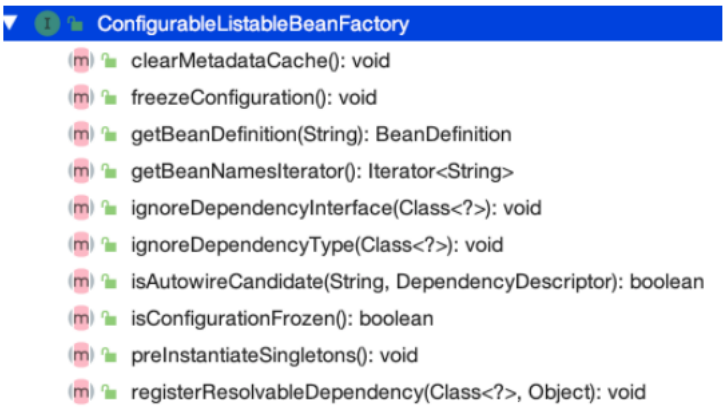 I ConfigurableListableBeanFactory
m clearMetadataCache(): void
m freezeConfiguration(): void
m getBeanDefinition(String): BeanDefinition
m getBeanNamesIterator(): Iterator<String>
m ignoreDependencyInterface(Class<?>): void
m ignoreDependencyType(Class<?>): void
m isAutowireCandidate(String, DependencyDescriptor): boolean
m isConfigurationFrozen(): boolean
m preInstantiateSingletons(): void
m registerResolvableDependency(Class<?>, Object): void